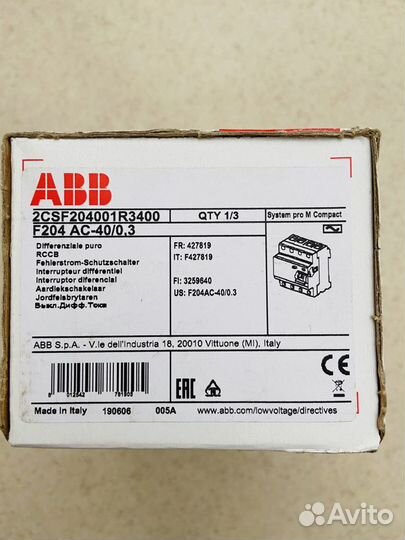 ABB
2CSF204001R3400
QTY 1/3
System pro M Compact
F204 AC-40/0,3
Differenziale puro
RCCB
Fehlerstrom-Schutzschalter
Interrupteur différentiel
Interruptor diferencial
Aardlekschakelaar
Jordfelsbrytaren
Выкл.Дифф.Тока
FR: 427819
IT: F427819
FI: 3259640
US: F204AC-40/0.3
ABB S.p.A. - V.le dell'Industria 18, 20010 Vittuone (MI), Italy
EAC
CE
Made in Italy
190606
005A
www.abb.com/lowvoltage/directives
8 012542 781905
Avito